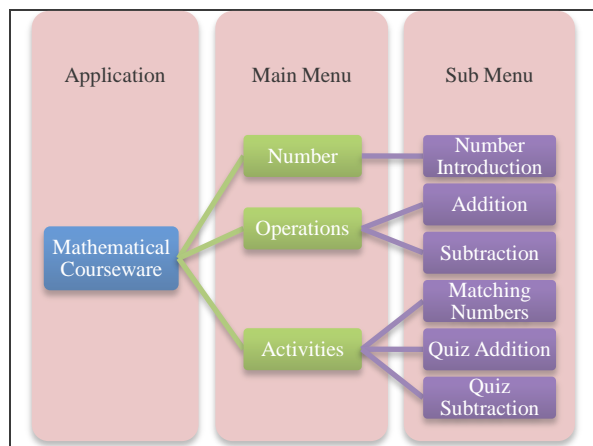 Application
Main Menu
Sub Menu
Mathematical
Courseware
Number
Operations
Activities
Number
Introduction
Addition
Subtraction
Matching
Numbers
Quiz Addition
Quiz
Subtraction